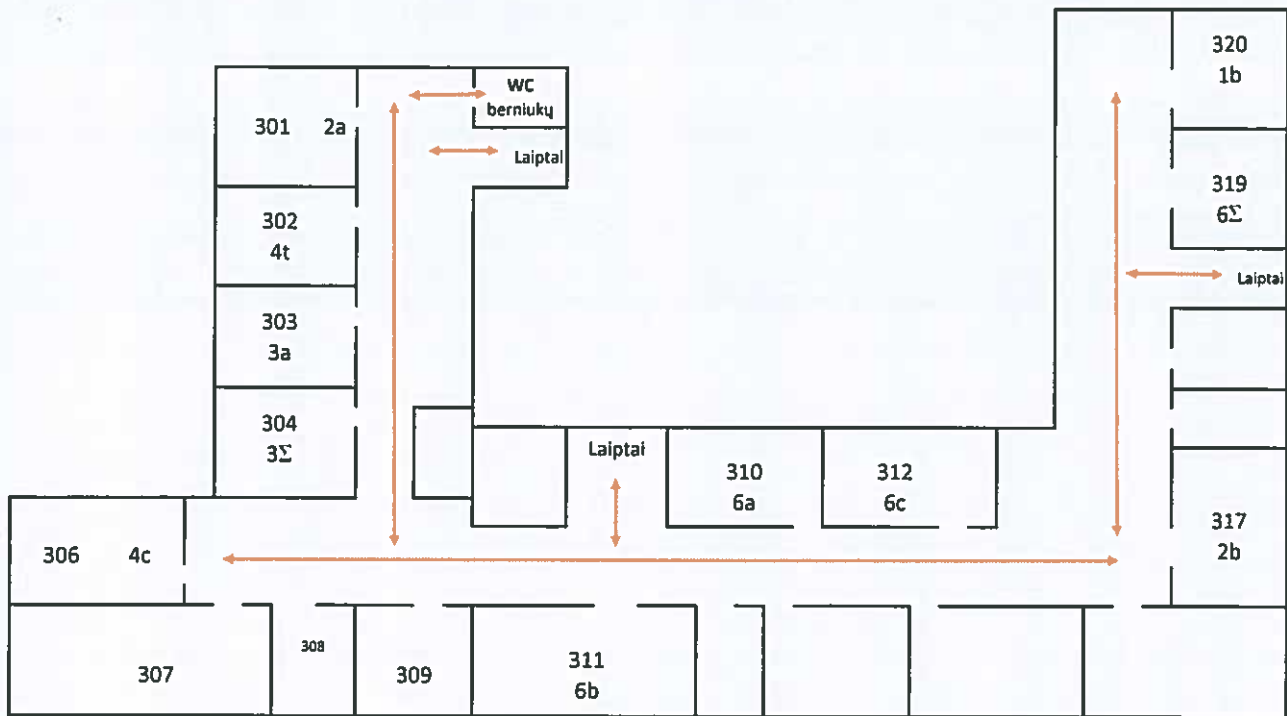 320
1b
WC
berniukų
301 2a
Laiptai
319
6Σ
302
4t
Laiptai
303
3a
304
3Σ
Laiptai
310
6a
312
6c
317
2b
306 4c
308
307
309
311
6b